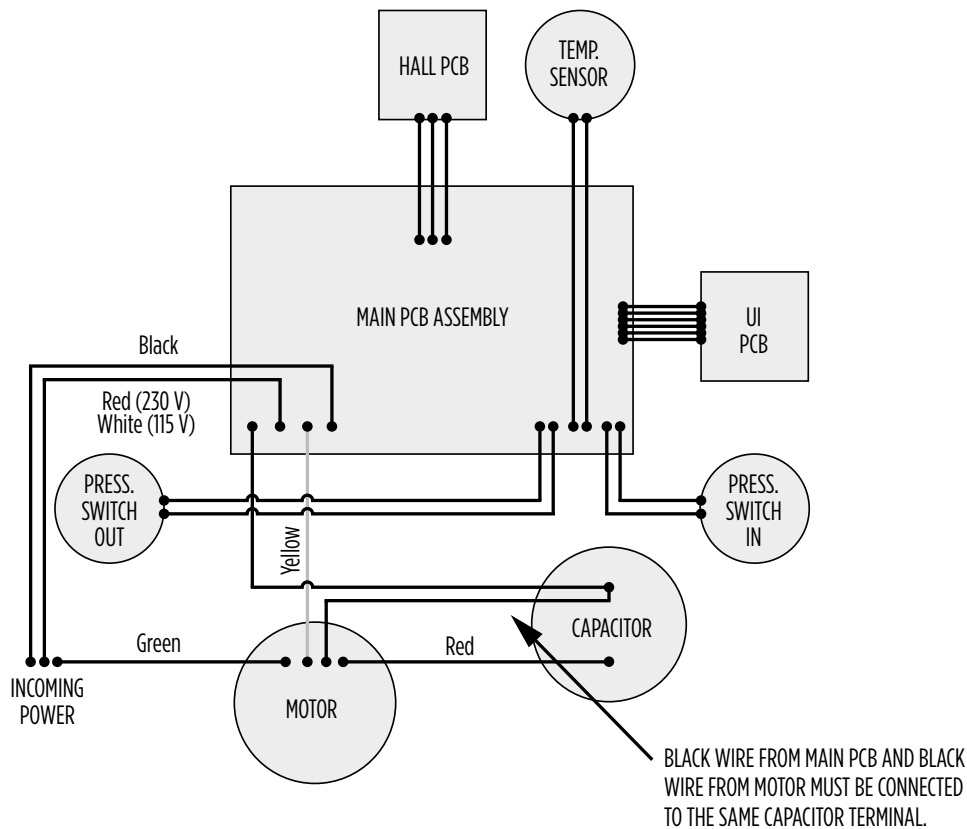 HALL PCB
TEMP.
SENSOR
MAIN PCB ASSEMBLY
UI
PCB
Black
Red (230 V)
White (115 V)
PRESS.
SWITCH
OUT
PRESS.
SWITCH
IN
Yellow
CAPACITOR
Green
Red
INCOMING
POWER
MOTOR
BLACK WIRE FROM MAIN PCB AND BLACK
WIRE FROM MOTOR MUST BE CONNECTED
TO THE SAME CAPACITOR TERMINAL.